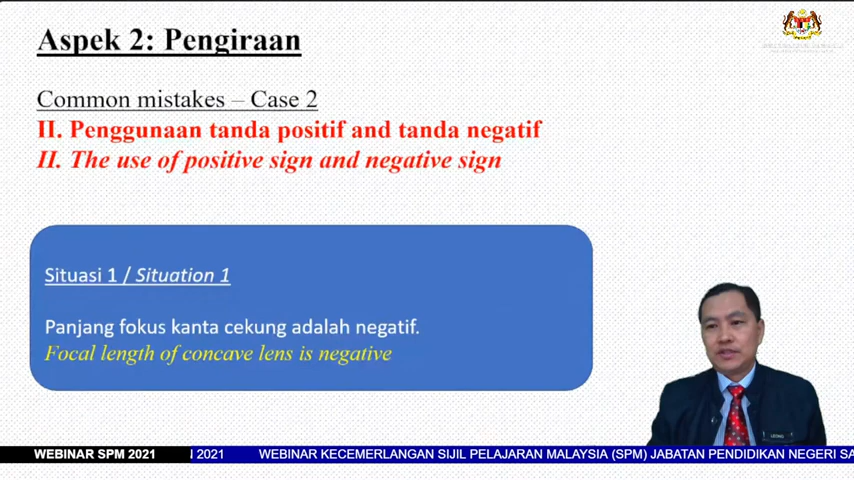 Aspek 2: Pengiraan
Common mistakes – Case 2
II. Penggunaan tanda positif and tanda negatif
II. The use of positive sign and negative sign
Situasi 1 / Situation 1
Panjang fokus kanta cekung adalah negatif.
Focal length of concave lens is negative
WEBINAR SPM 2021
2021 WEBINAR KECEMERLANGAN SIJIL PELAJARAN MALAYSIA (SPM) JABATAN PENDIDIKAN NEGERI SA